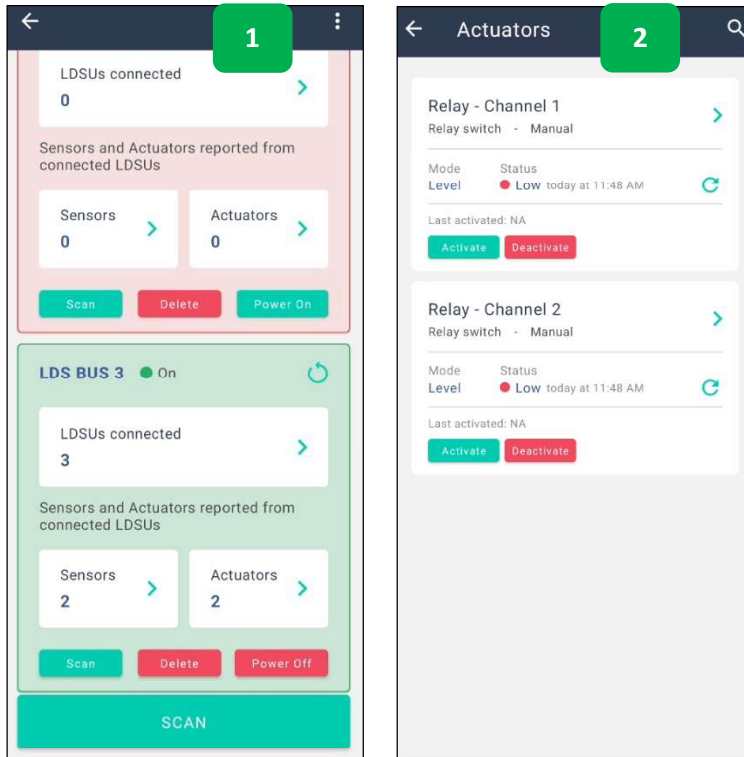 1
LDSUs connected
0
Sensors and Actuators reported from
connected LDSUs
Sensors
0
Actuators
0
Scan
Delete
Power On
LDS BUS 3
On
LDSUs connected
3
Sensors and Actuators reported from
connected LDSUs
Sensors
2
Actuators
2
Scan
Delete
Power Off
SCAN
Actuators
2
Relay - Channel 1
Relay switch - Manual
Mode Status
Level Low today at 11:48 AM
Last activated: NA
Activate Deactivate
Relay - Channel 2
Relay switch - Manual
Mode Status
Level Low today at 11:48 AM
Last activated: NA
Activate Deactivate